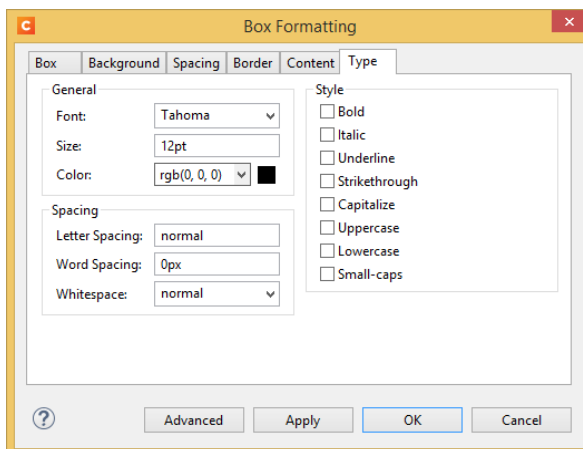 C
Box Formatting
×
Box Background Spacing Border Content Type
General
Font: Tahoma
Size: 12pt
Color: rgb(0, 0, 0)
Spacing
Letter Spacing: normal
Word Spacing: 0px
Whitespace: normal
Style
Bold
Italic
Underline
Strikethrough
Capitalize
Uppercase
Lowercase
Small-caps
? Advanced Apply OK Cancel